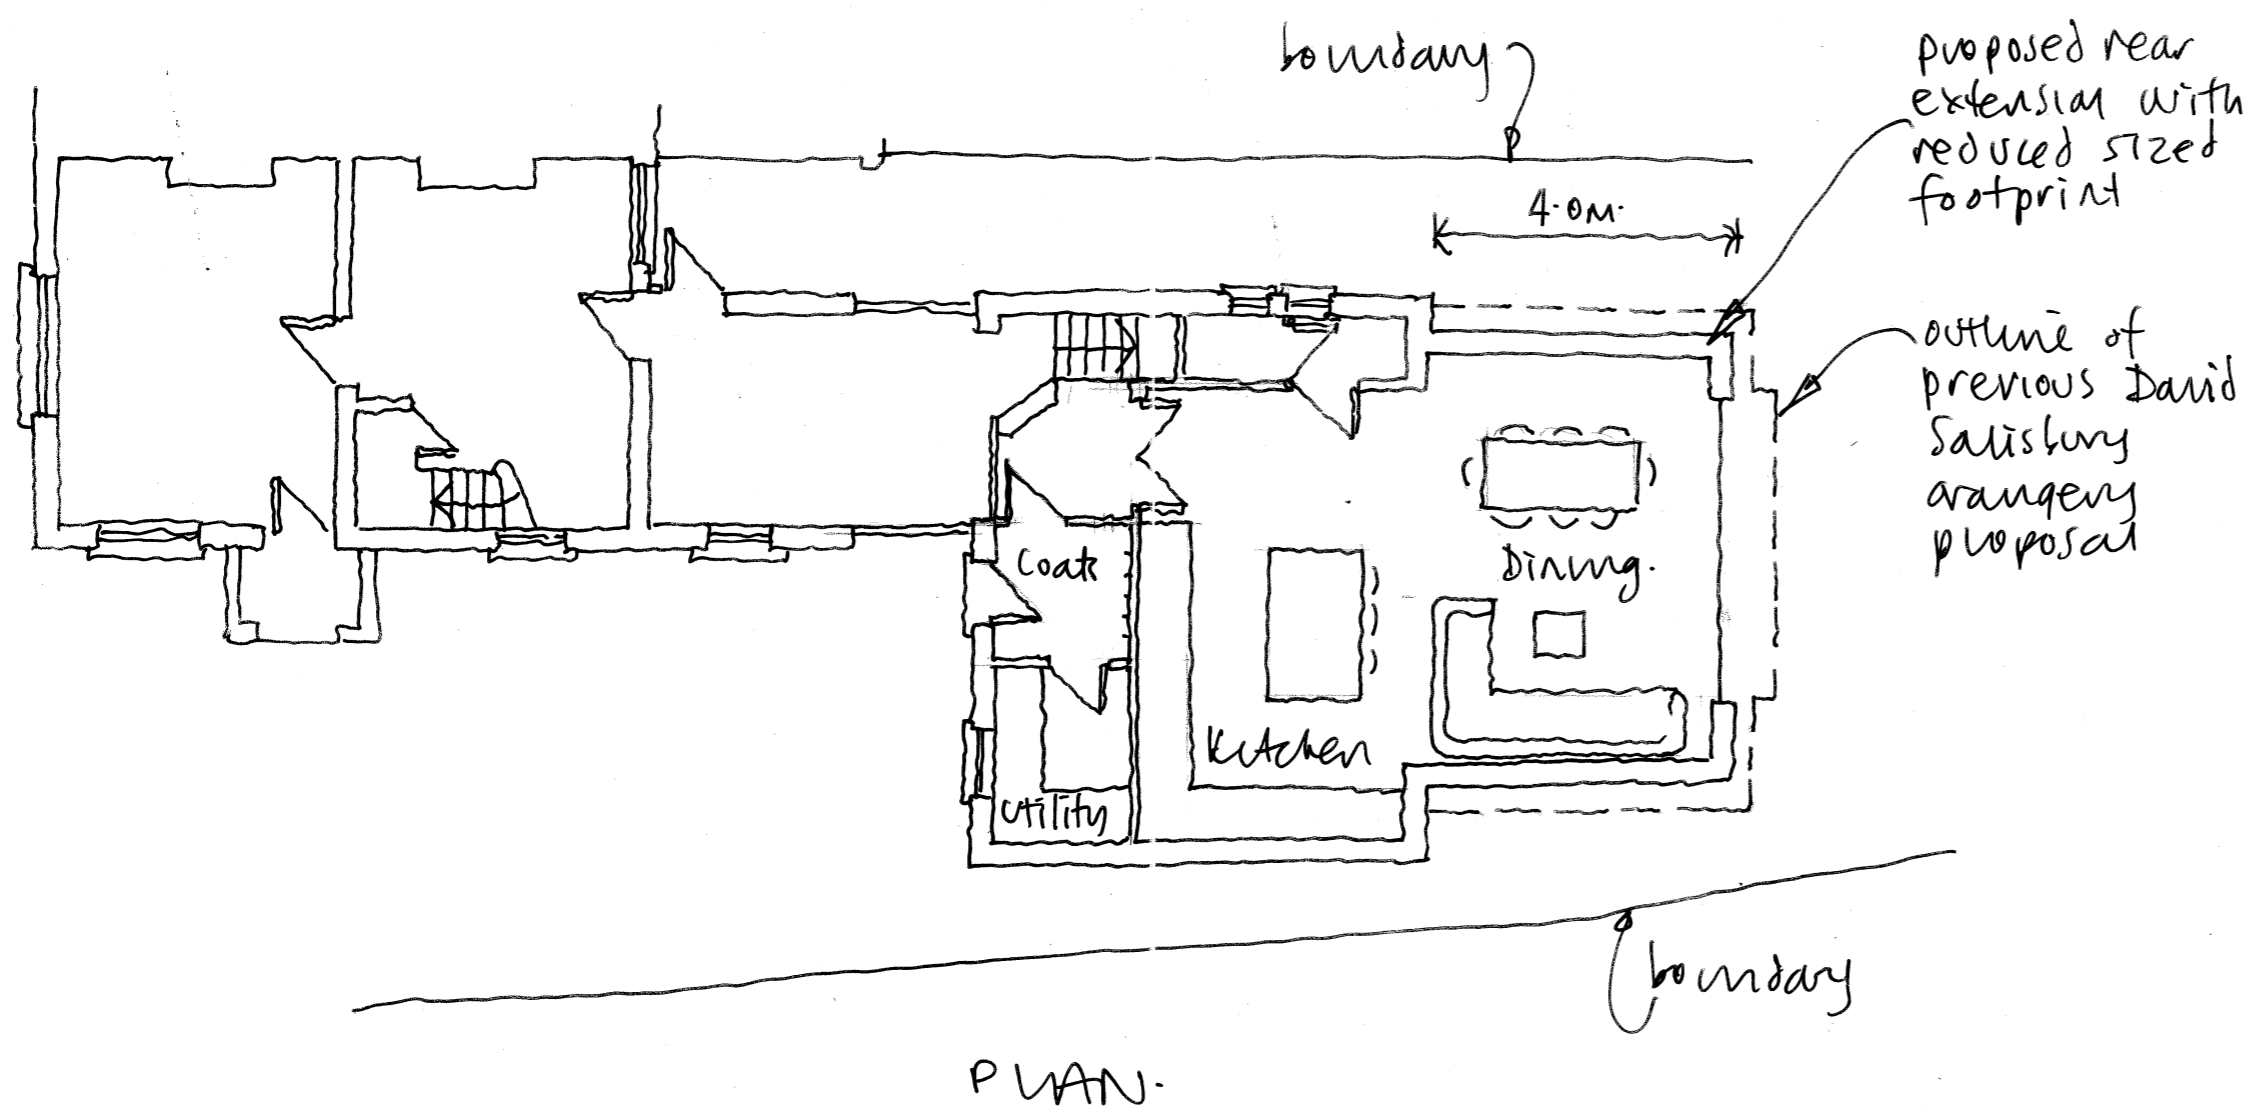 boundary
proposed rear
extension with
reduced sized
footprint
4.0m.
outline of
previous David
Salisbury
orangery
proposal
Coats
Dining.
Kitchen
Utility
boundary
PLAN.